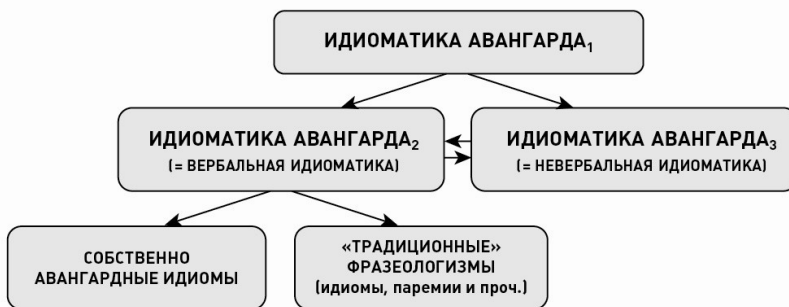 ИДИОМАТИКА АВАНГАРДА₁
ИДИОМАТИКА АВАНГАРДА₂
(= ВЕРБАЛЬНАЯ ИДИОМАТИКА)
ИДИОМАТИКА АВАНГАРДА₃
(= НЕВЕРБАЛЬНАЯ ИДИОМАТИКА)
СОБСТВЕННО
АВАНГАРДНЫЕ ИДИОМЫ
«ТРАДИЦИОННЫЕ»
ФРАЗЕОЛОГИЗМЫ
(идиомы, паремии и проч.)